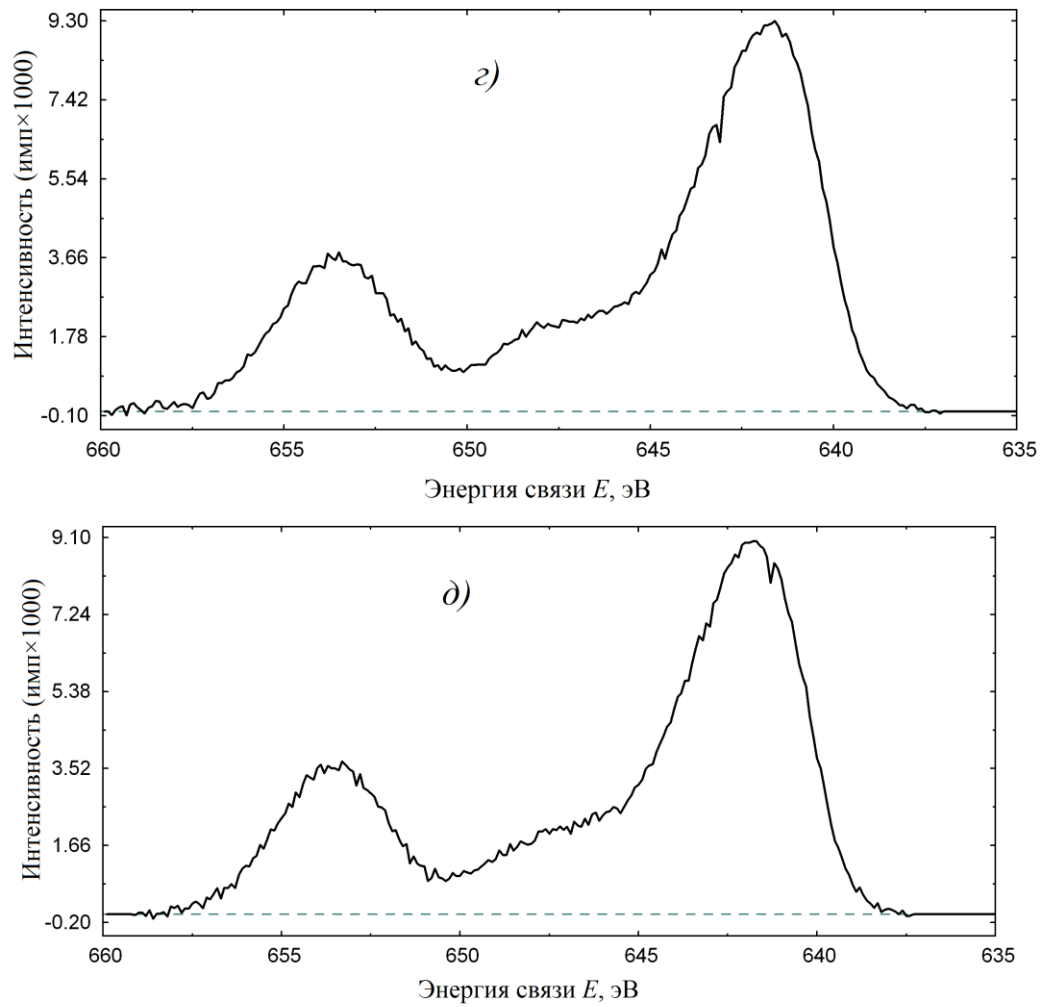 9.30
7.42
5.54
3.66
1.78
-0.10
Интенсивность (имп×1000)
г)
660 655 650 645 640 635
Энергия связи E, эВ
9.10
7.24
5.38
3.52
1.66
-0.20
Интенсивность (имп×1000)
д)
660 655 650 645 640 635
Энергия связи E, эВ